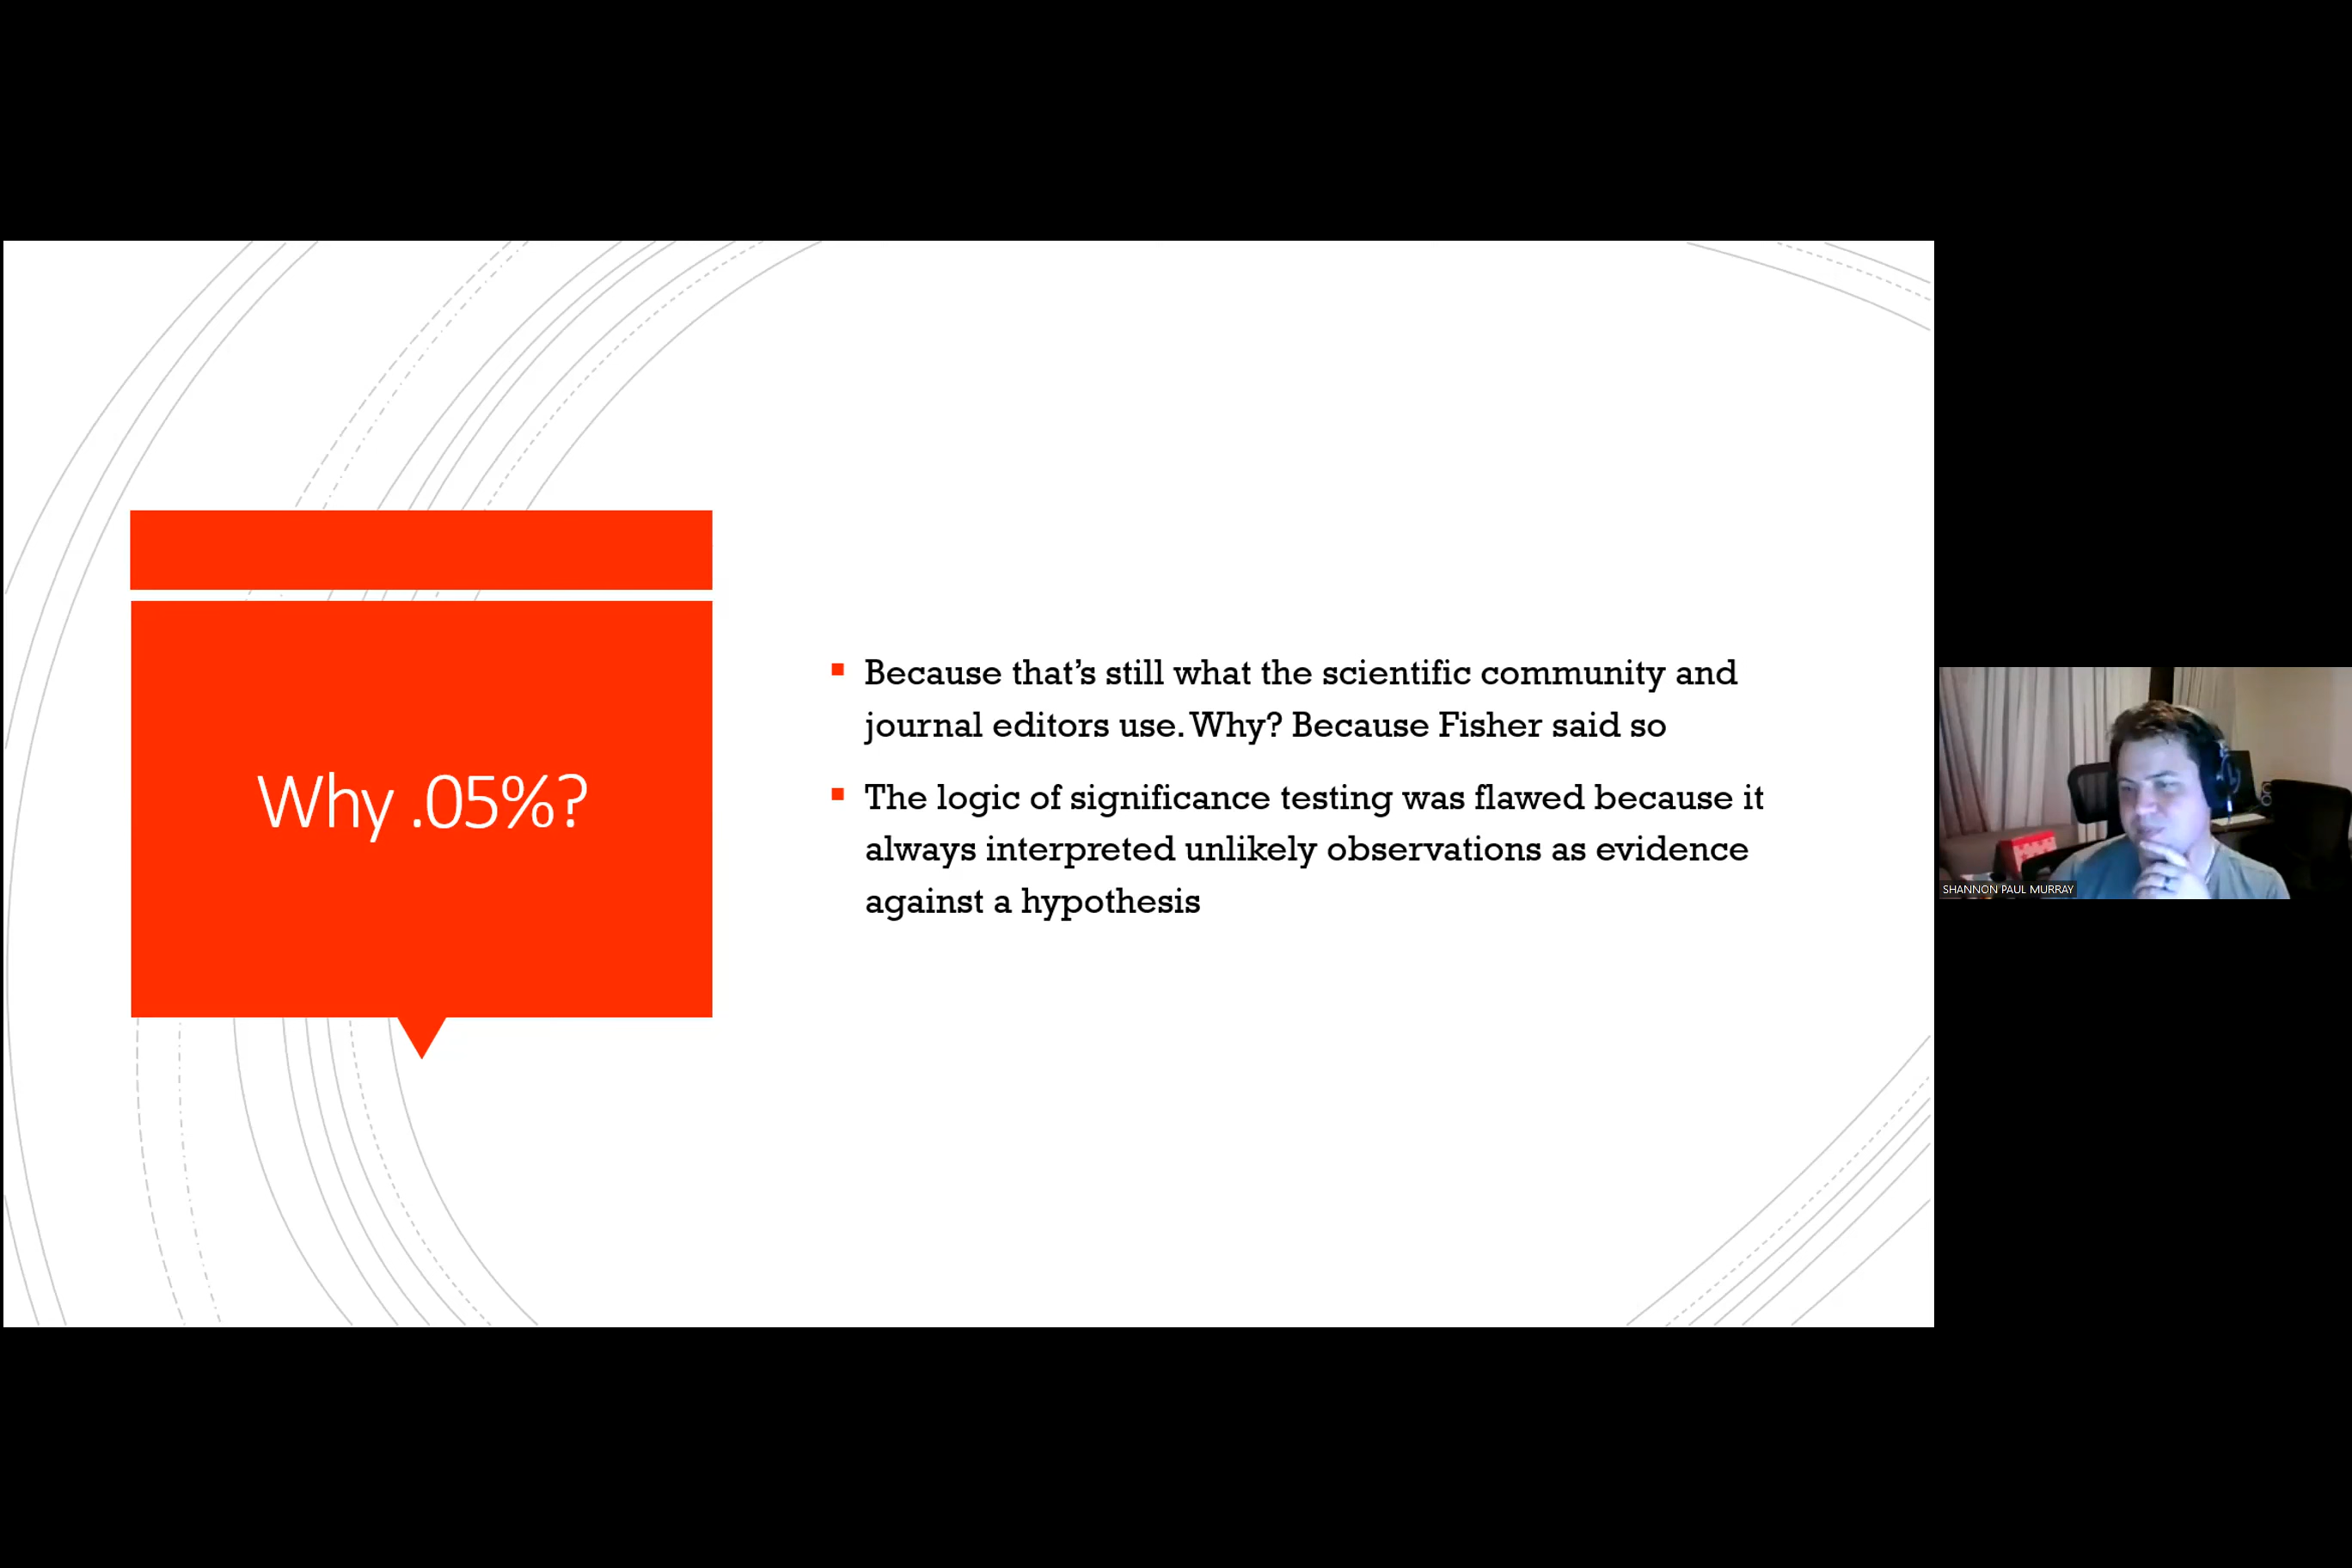 Why .05%?
Because that’s still what the scientific community and
journal editors use. Why? Because Fisher said so
The logic of significance testing was flawed because it
always interpreted unlikely observations as evidence
against a hypothesis
SHANNON PAUL MURRAY